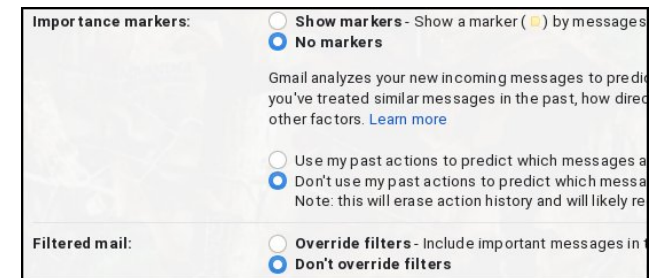 Importance markers:
Show markers - Show a marker ( ) by messages
No markers
Gmail analyzes your new incoming messages to predic
you've treated similar messages in the past, how direc
other factors. Learn more
Use my past actions to predict which messages a
Don't use my past actions to predict which messa
Note: this will erase action history and will likely re
Filtered mail:
Override filters - Include important messages in t
Don't override filters